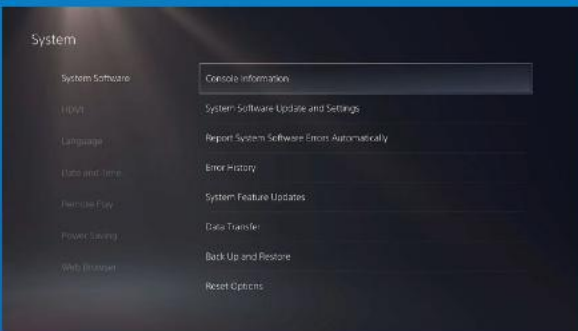 System
System Software
Console Information
HDMI
System Software Update and Settings
Language
Report System Software Errors Automatically
Date and Time
Error History
Remote Play
System Feature Updates
Power Saving
Data Transfer
Web Browser
Back Up and Restore
Reset Options